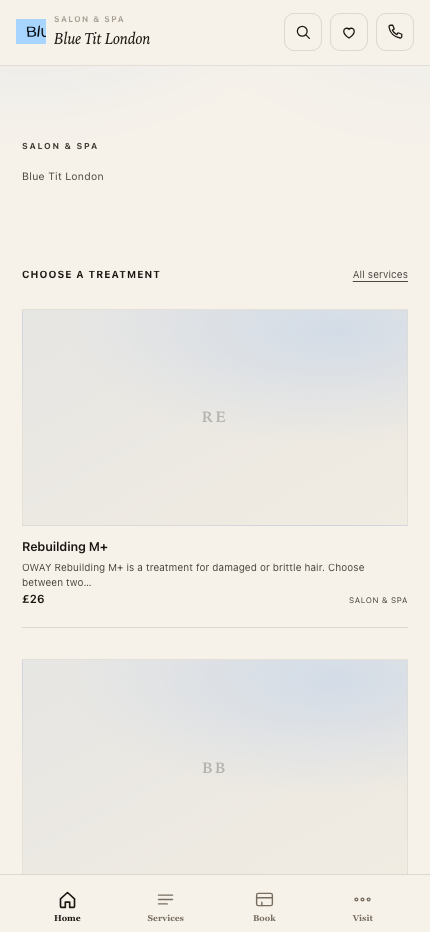 Blu
SALON & SPA
Blue Tit London
SALON & SPA
Blue Tit London
CHOOSE A TREATMENT
All services
RE
Rebuilding M+
OWAY Rebuilding M+ is a treatment for damaged or brittle hair. Choose
between two...
£26
SALON & SPA
BB
Home
Services
Book
Visit